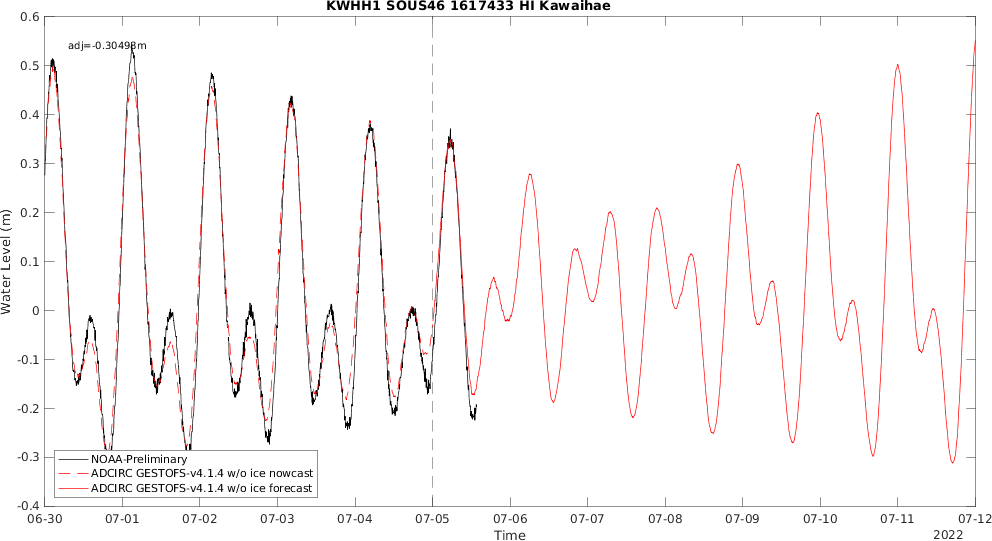 KWHH1 SOUS46 1617433 HI Kawaihae
adj=-0.30493m
Water Level (m)
0.6
0.5
0.4
0.3
0.2
0.1
0
-0.1
-0.2
-0.3
-0.4
NOAA-Preliminary
ADCIRC GESTOFS-v4.1.4 w/o ice nowcast
ADCIRC GESTOFS-v4.1.4 w/o ice forecast
06-30 07-01 07-02 07-03 07-04 07-05 07-06 07-07 07-08 07-09 07-10 07-11 07-12
Time
2022